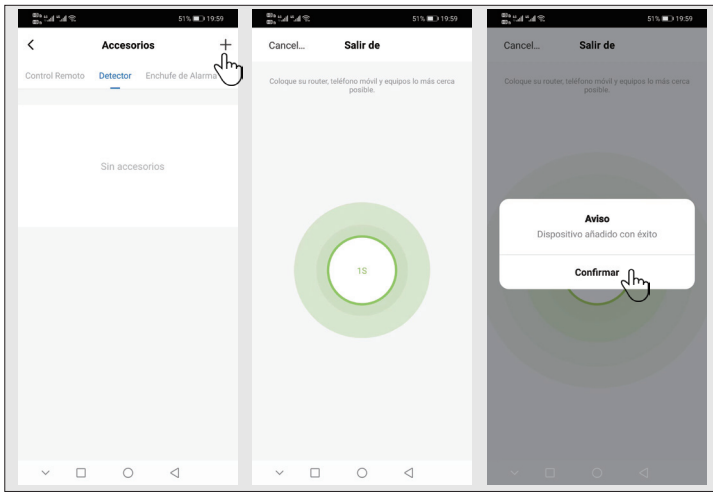 51% 19:59
Accesorios
Control Remoto Detector Enchufe de Alarma
Sin accesorios
51% 19:59
Cancel... Salir de
Coloque su router, teléfono móvil y equipos lo más cerca
posible.
1S
51% 19:59
Cancel... Salir de
Coloque su router, teléfono móvil y equipos lo más cerca
posible.
Aviso
Dispositivo añadido con éxito
Confirmar